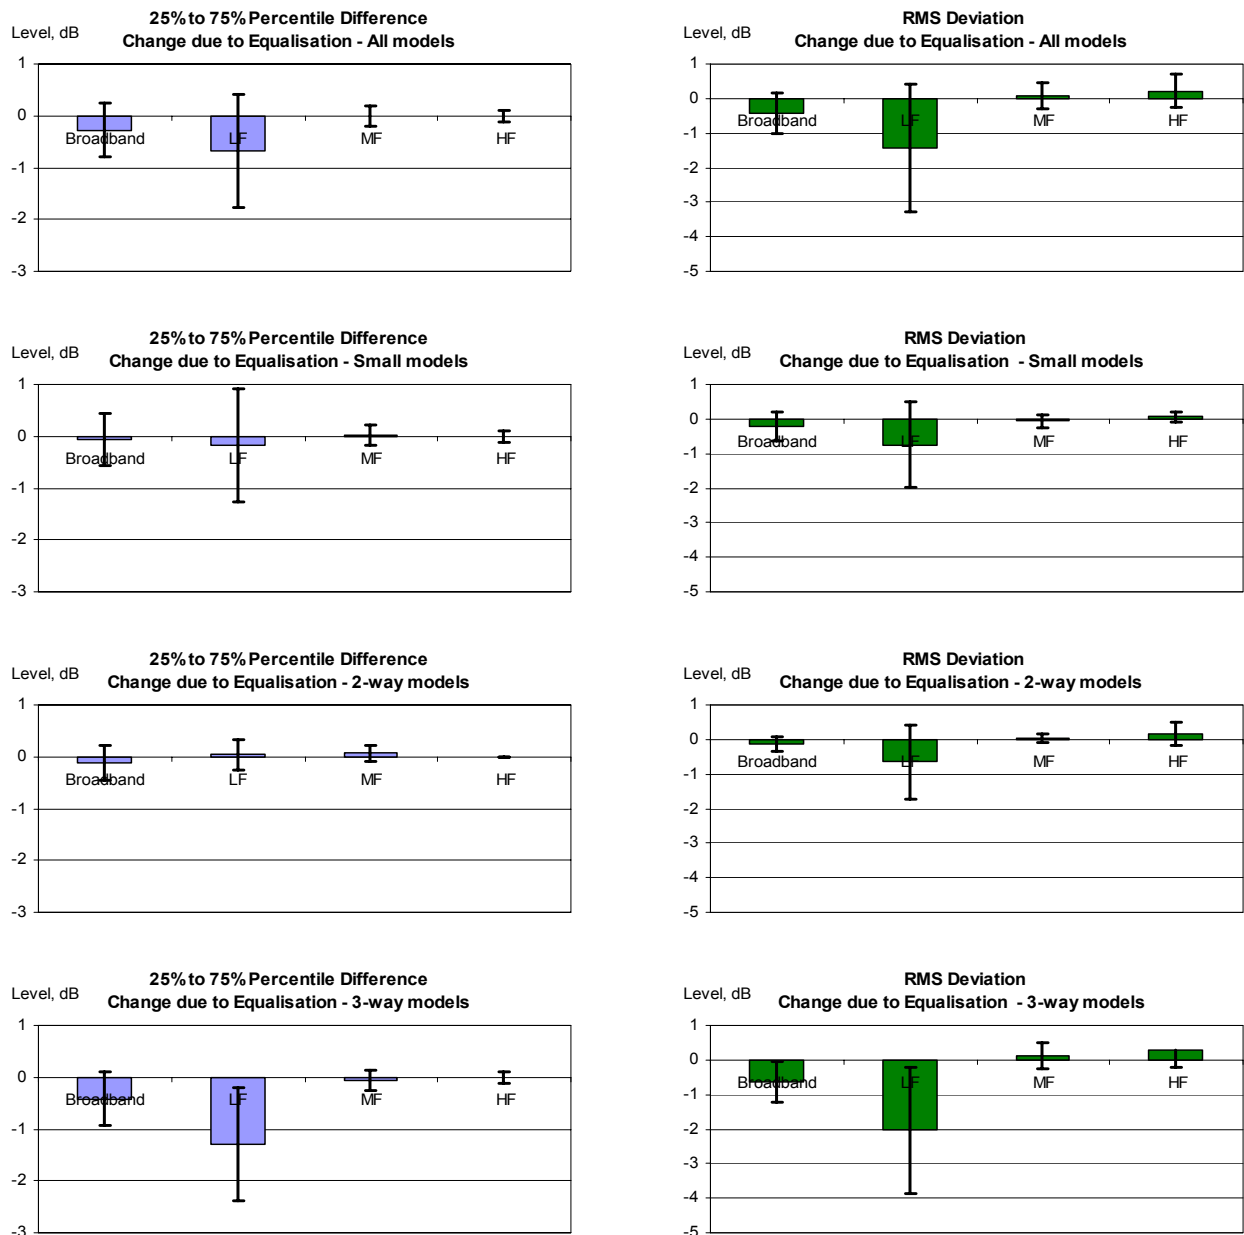 25% to 75% Percentile Difference
Level, dB
Change due to Equalisation - All models
1
0
-1
-2
-3
Broadband LF MF HF
RMS Deviation
Level, dB
Change due to Equalisation - All models
1
0
-1
-2
-3
-4
-5
Broadband LF MF HF
25% to 75% Percentile Difference
Level, dB
Change due to Equalisation - Small models
1
0
-1
-2
-3
Broadband LF MF HF
RMS Deviation
Level, dB
Change due to Equalisation - Small models
1
0
-1
-2
-3
-4
-5
Broadband LF MF HF
25% to 75% Percentile Difference
Level, dB
Change due to Equalisation - 2-way models
1
0
-1
-2
-3
Broadband LF MF HF
RMS Deviation
Level, dB
Change due to Equalisation - 2-way models
1
0
-1
-2
-3
-4
-5
Broadband LF MF HF
25% to 75% Percentile Difference
Level, dB
Change due to Equalisation - 3-way models
1
0
-1
-2
-3
Broadband LF MF HF
RMS Deviation
Level, dB
Change due to Equalisation - 3-way models
1
0
-1
-2
-3
-4
-5
Broadband LF MF HF